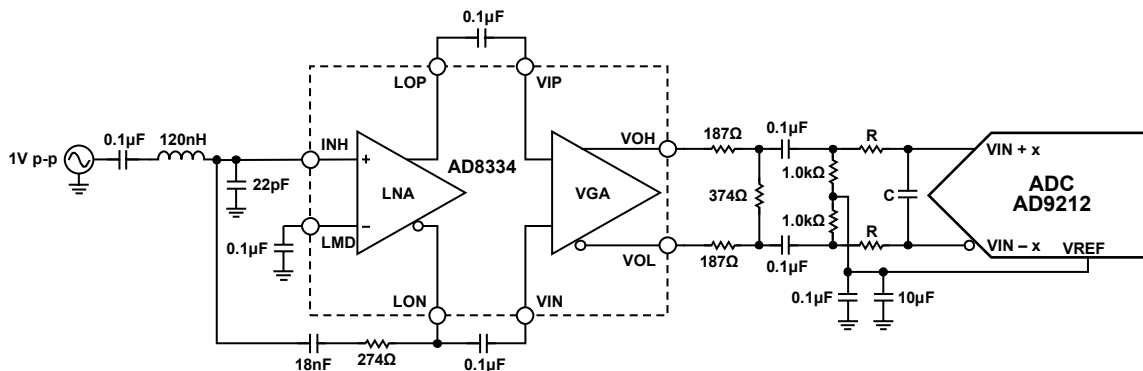 0.1µF
LOP
VIP
1V p-p
0.1µF
120nH
INH
22pF
0.1µF
LMD
+
–
LNA
AD8334
VGA
VOH
VOL
LON
VIN
18nF
274Ω
0.1µF
187Ω
187Ω
374Ω
0.1µF
0.1µF
1.0kΩ
1.0kΩ
R
R
C
VIN + x
ADC
AD9212
VIN – x
VREF
0.1µF
10µF